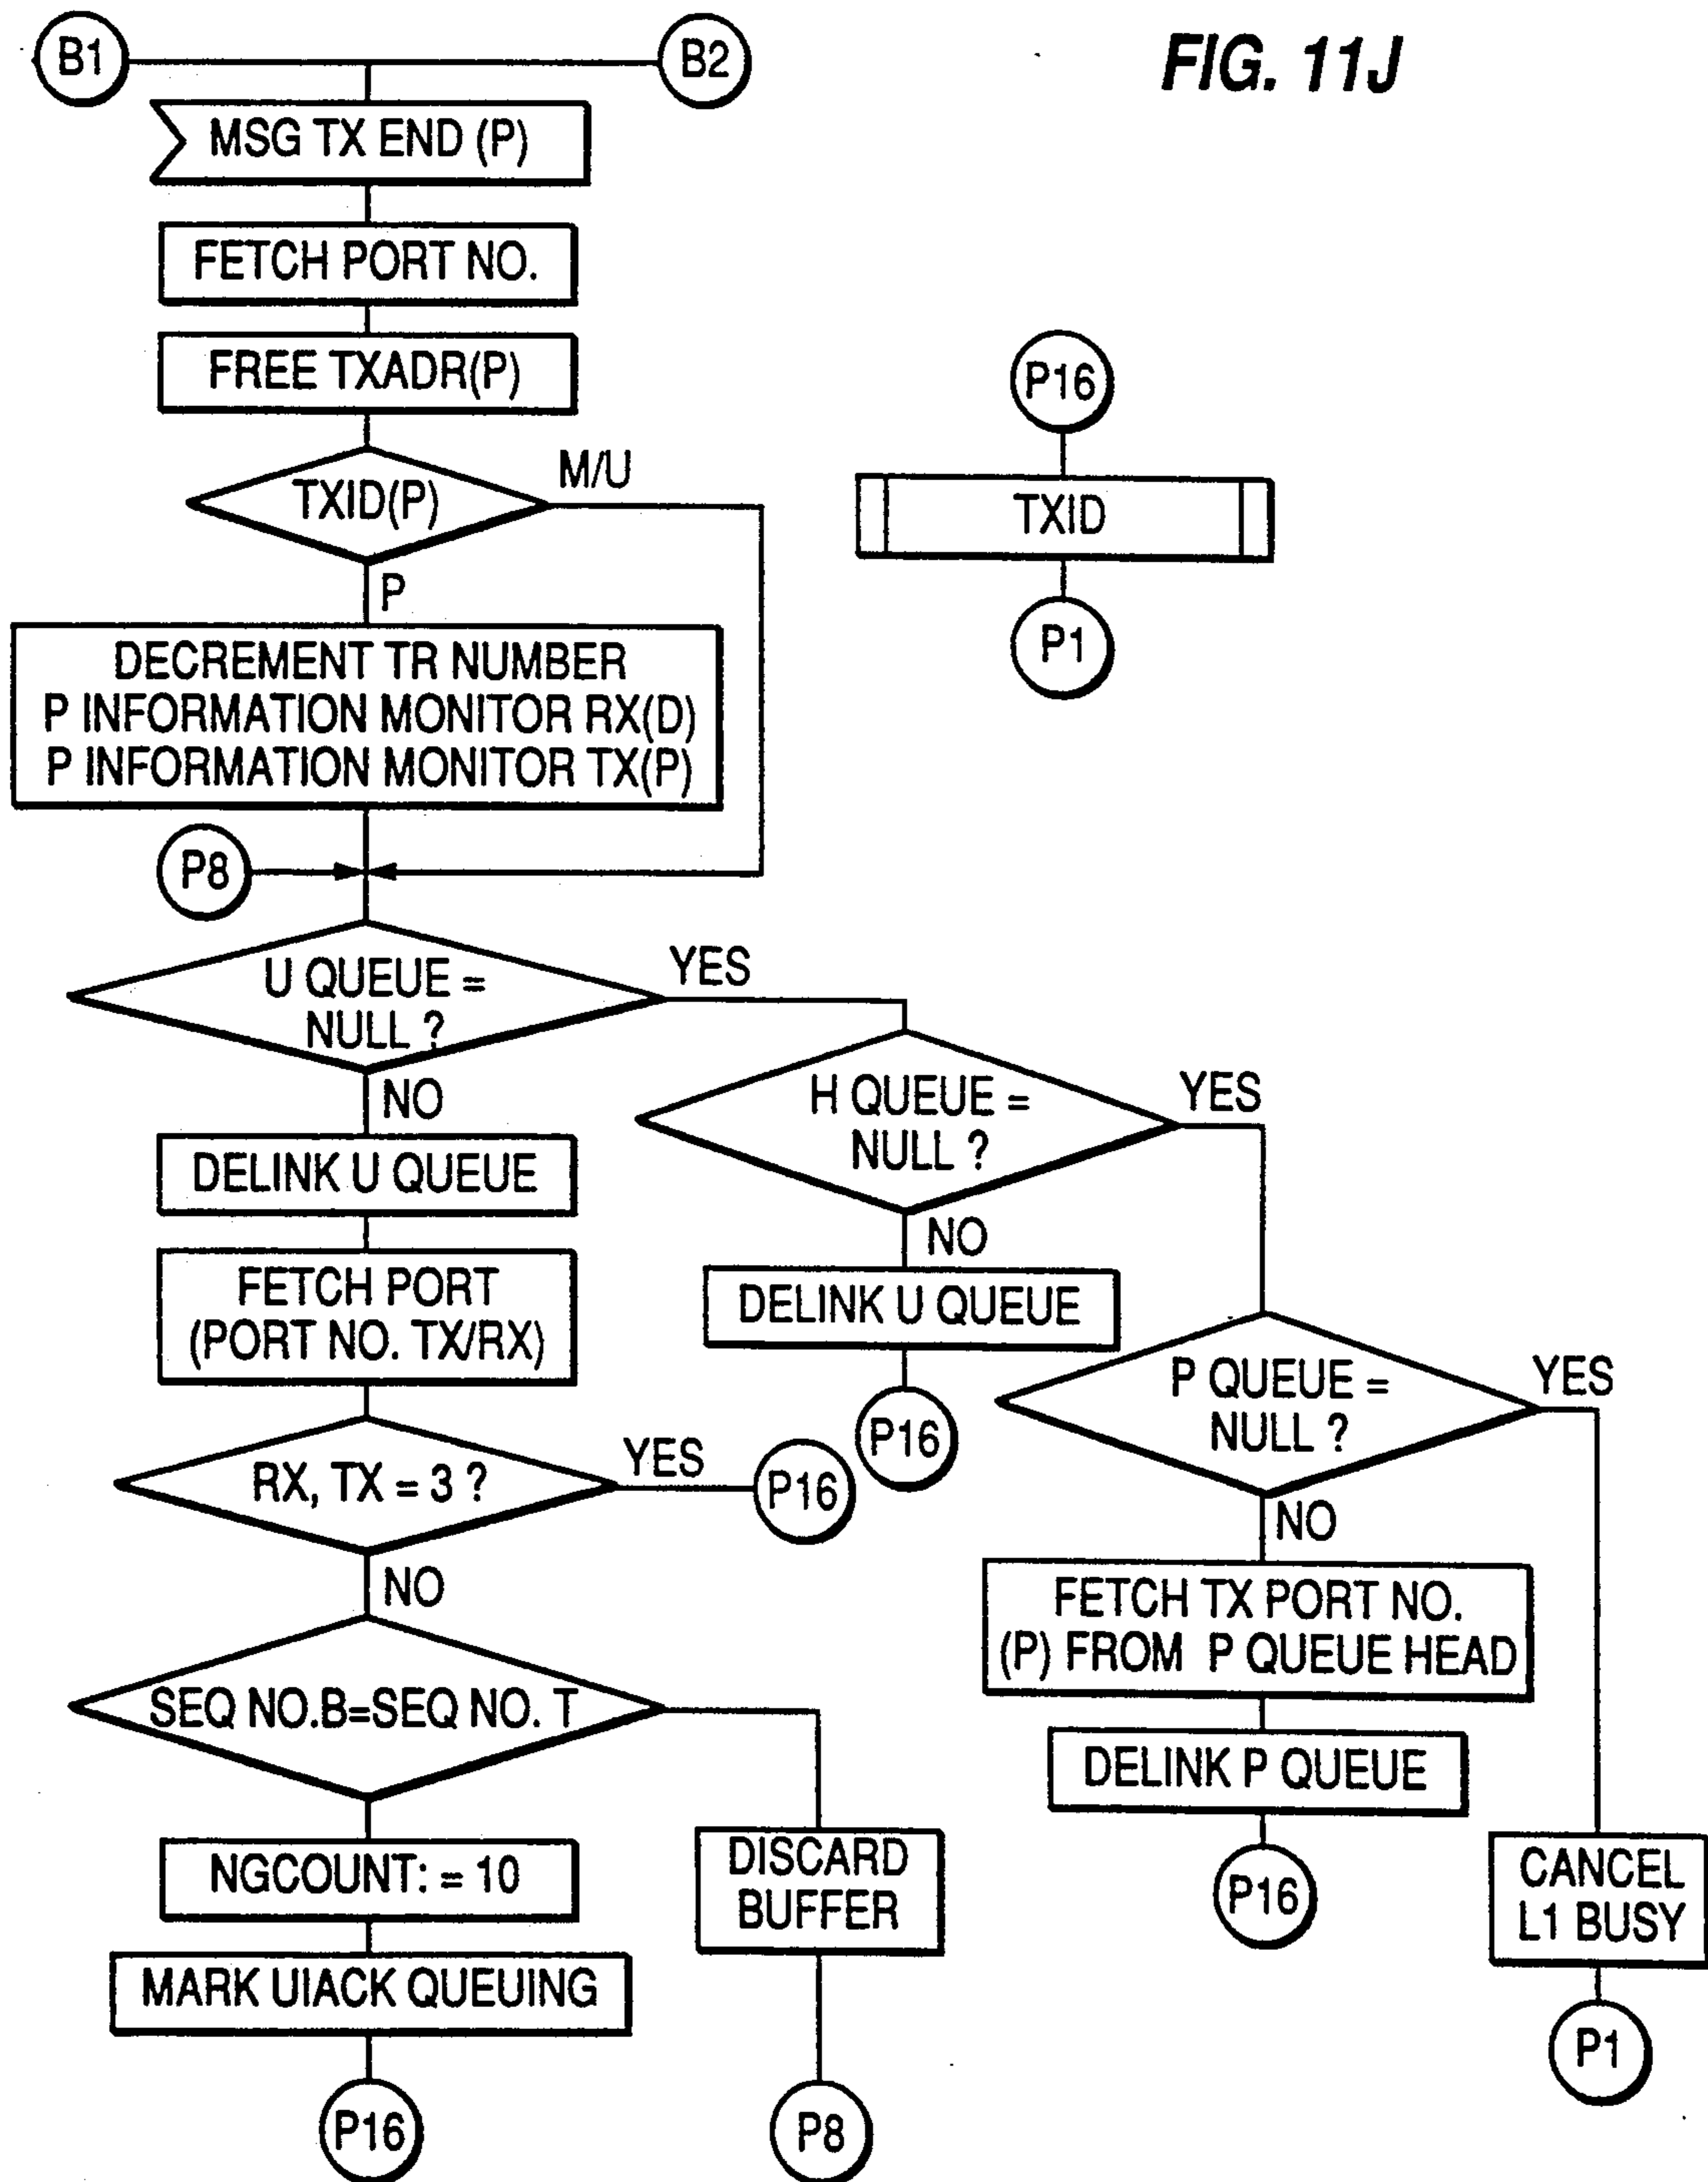 B1
B2
FIG. 11J
MSG TX END (P)
FETCH PORT NO.
FREE TXADR(P)
TXID(P)
M/U
P
DECREMENT TR NUMBER
P INFORMATION MONITOR RX(D)
P INFORMATION MONITOR TX(P)
P16
TXID
P1
P8
U QUEUE =
NULL ?
YES
NO
DELINK U QUEUE
FETCH PORT
(PORT NO. TX/RX)
RX, TX = 3 ?
YES
P16
NO
SEQ NO.B=SEQ NO. T
NGCOUNT: = 10
MARK UIACK QUEUING
P16
DISCARD
BUFFER
P8
H QUEUE =
NULL ?
YES
NO
DELINK U QUEUE
P16
P QUEUE =
NULL ?
YES
NO
FETCH TX PORT NO.
(P) FROM P QUEUE HEAD
DELINK P QUEUE
P16
CANCEL
L1 BUSY
P1